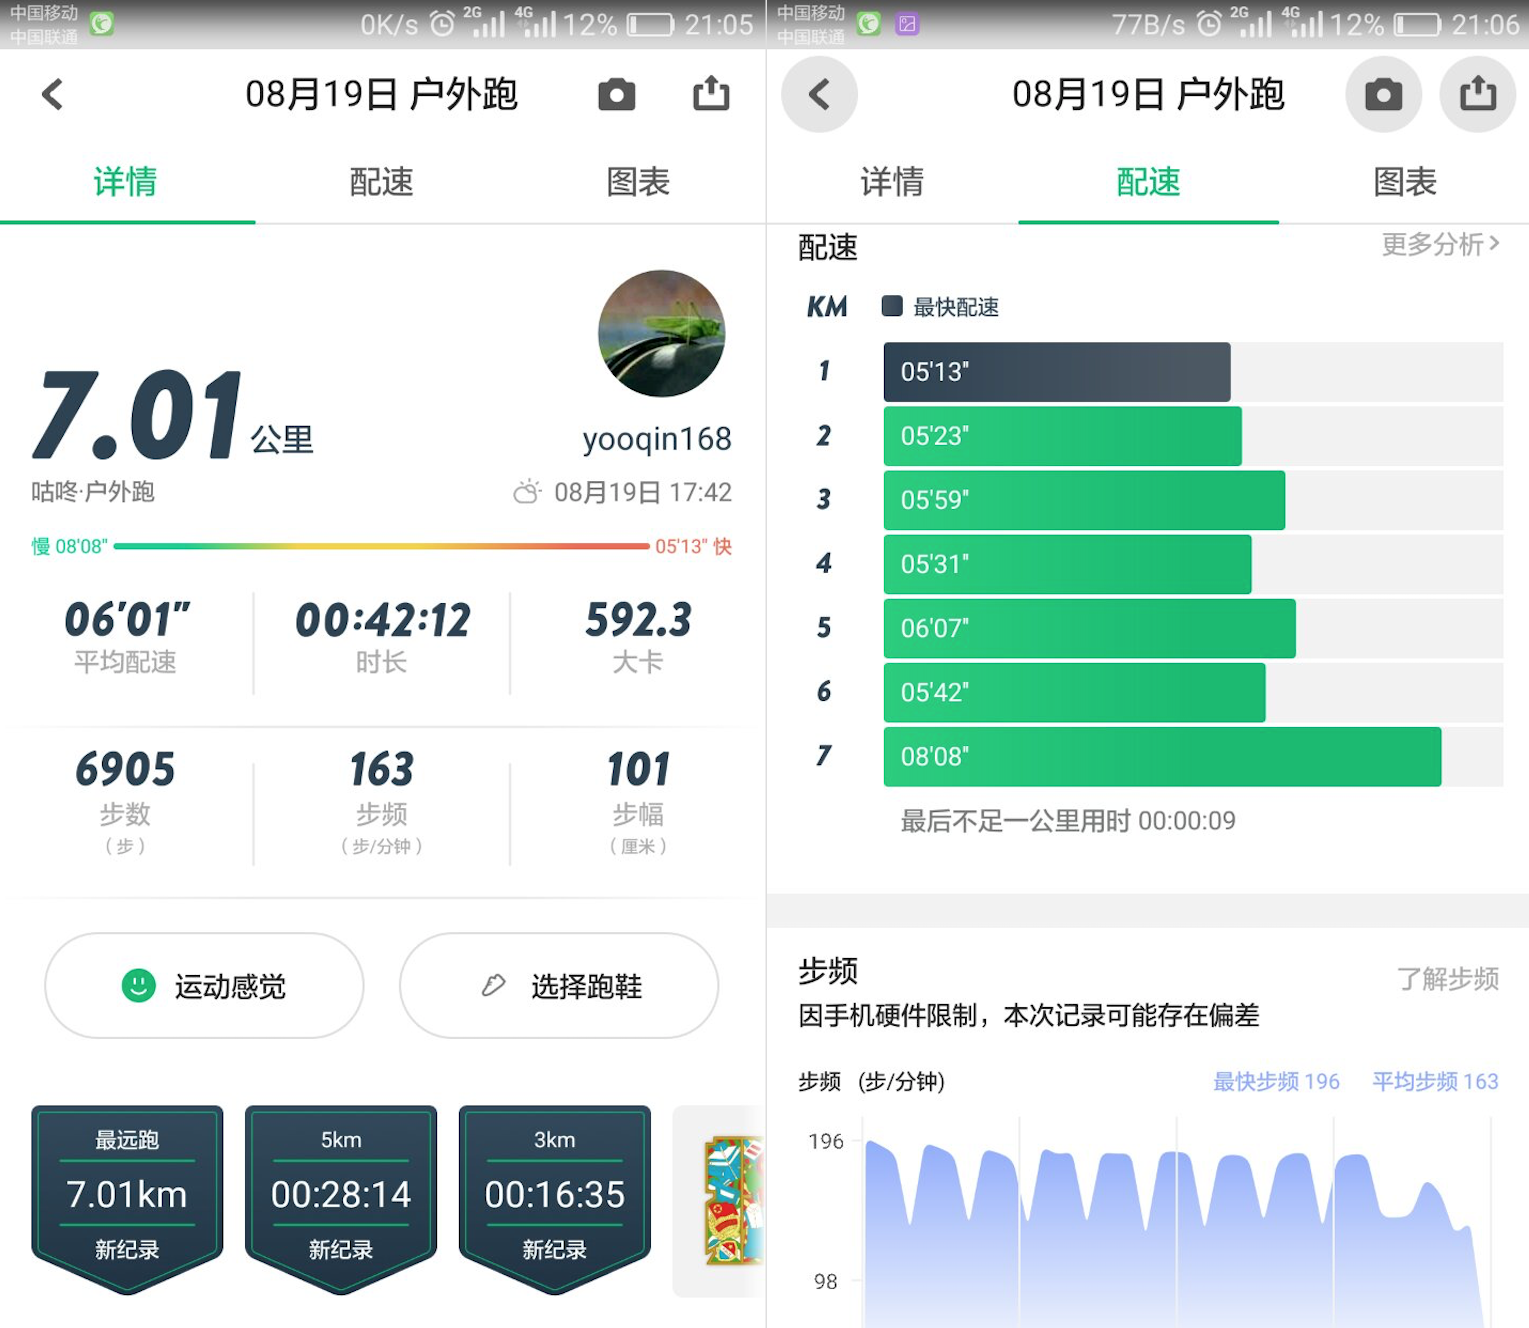 中国移动
中国联通
0K/s 2G 4G 12% 21:05
08月19日 户外跑
详情 配速 图表
7.01公里
yooqin168
咕咚·户外跑
08月19日 17:42
慢 08'08" 05'13" 快
06'01" 00:42:12 592.3
平均配速 时长 大卡
6905 163 101
步数 步频 步幅
（步） （步/分钟） （厘米）
运动感觉 选择跑鞋
最远跑 5km 3km
7.01km 00:28:14 00:16:35
新纪录 新纪录 新纪录
中国移动
中国联通
77B/s 2G 4G 12% 21:06
08月19日 户外跑
详情 配速 图表
配速 更多分析
KM 最快配速
1 05'13"
2 05'23"
3 05'59"
4 05'31"
5 06'07"
6 05'42"
7 08'08"
最后不足一公里用时 00:00:09
步频 了解步频
因手机硬件限制，本次记录可能存在偏差
步频 (步/分钟) 最快步频 196 平均步频 163
196
98